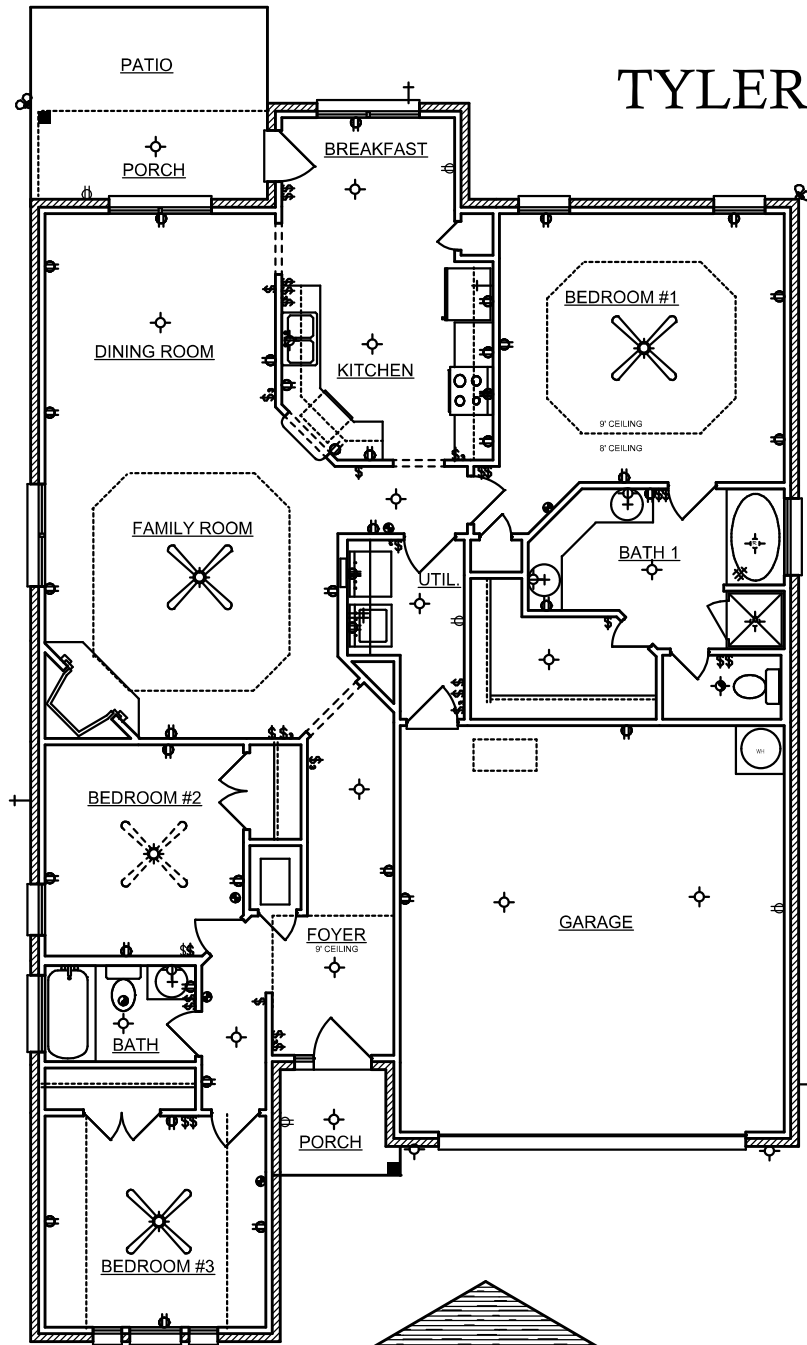 TYLER
PATIO
PORCH
BREAKFAST
BEDROOM #1
DINING ROOM
KITCHEN
9' CEILING
8' CEILING
FAMILY ROOM
UTIL.
BATH 1
BEDROOM #2
WH
FOYER
9' CEILING
GARAGE
BATH
PORCH
BEDROOM #3